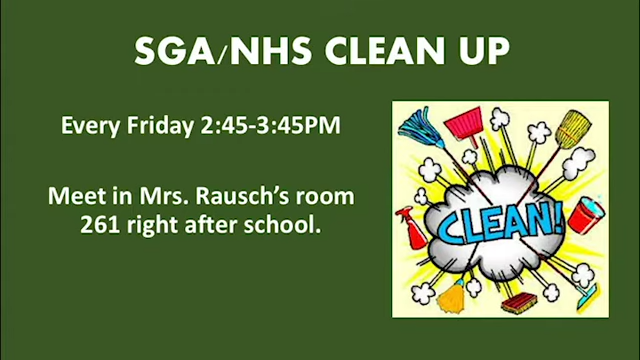 SGA/NHS CLEAN UP
Every Friday 2:45-3:45PM
Meet in Mrs. Rausch's room
261 right after school.
CLEAN!